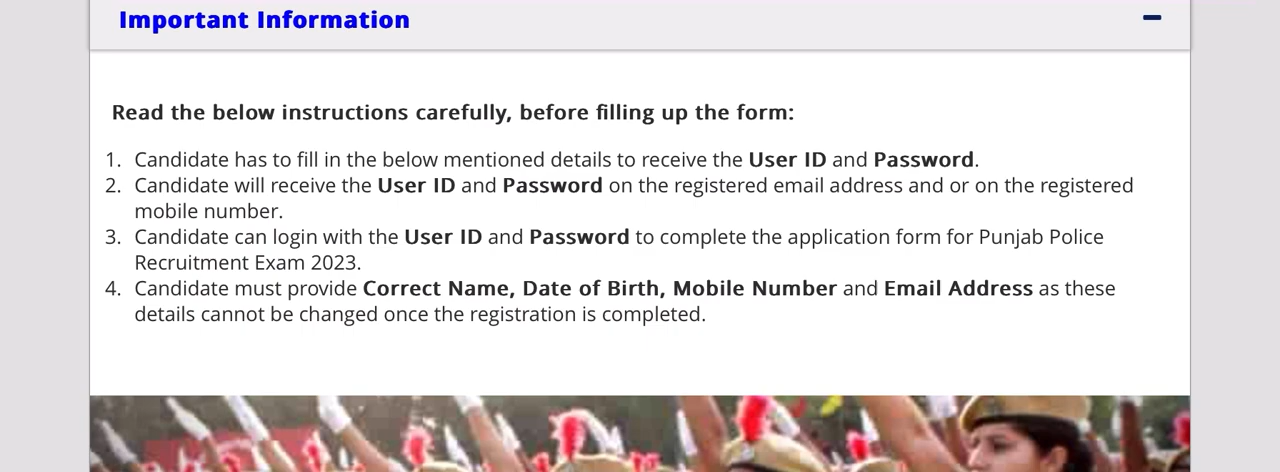 Important Information
Read the below instructions carefully, before filling up the form:
1. Candidate has to fill in the below mentioned details to receive the User ID and Password.
2. Candidate will receive the User ID and Password on the registered email address and or on the registered
mobile number.
3. Candidate can login with the User ID and Password to complete the application form for Punjab Police
Recruitment Exam 2023.
4. Candidate must provide Correct Name, Date of Birth, Mobile Number and Email Address as these
details cannot be changed once the registration is completed.